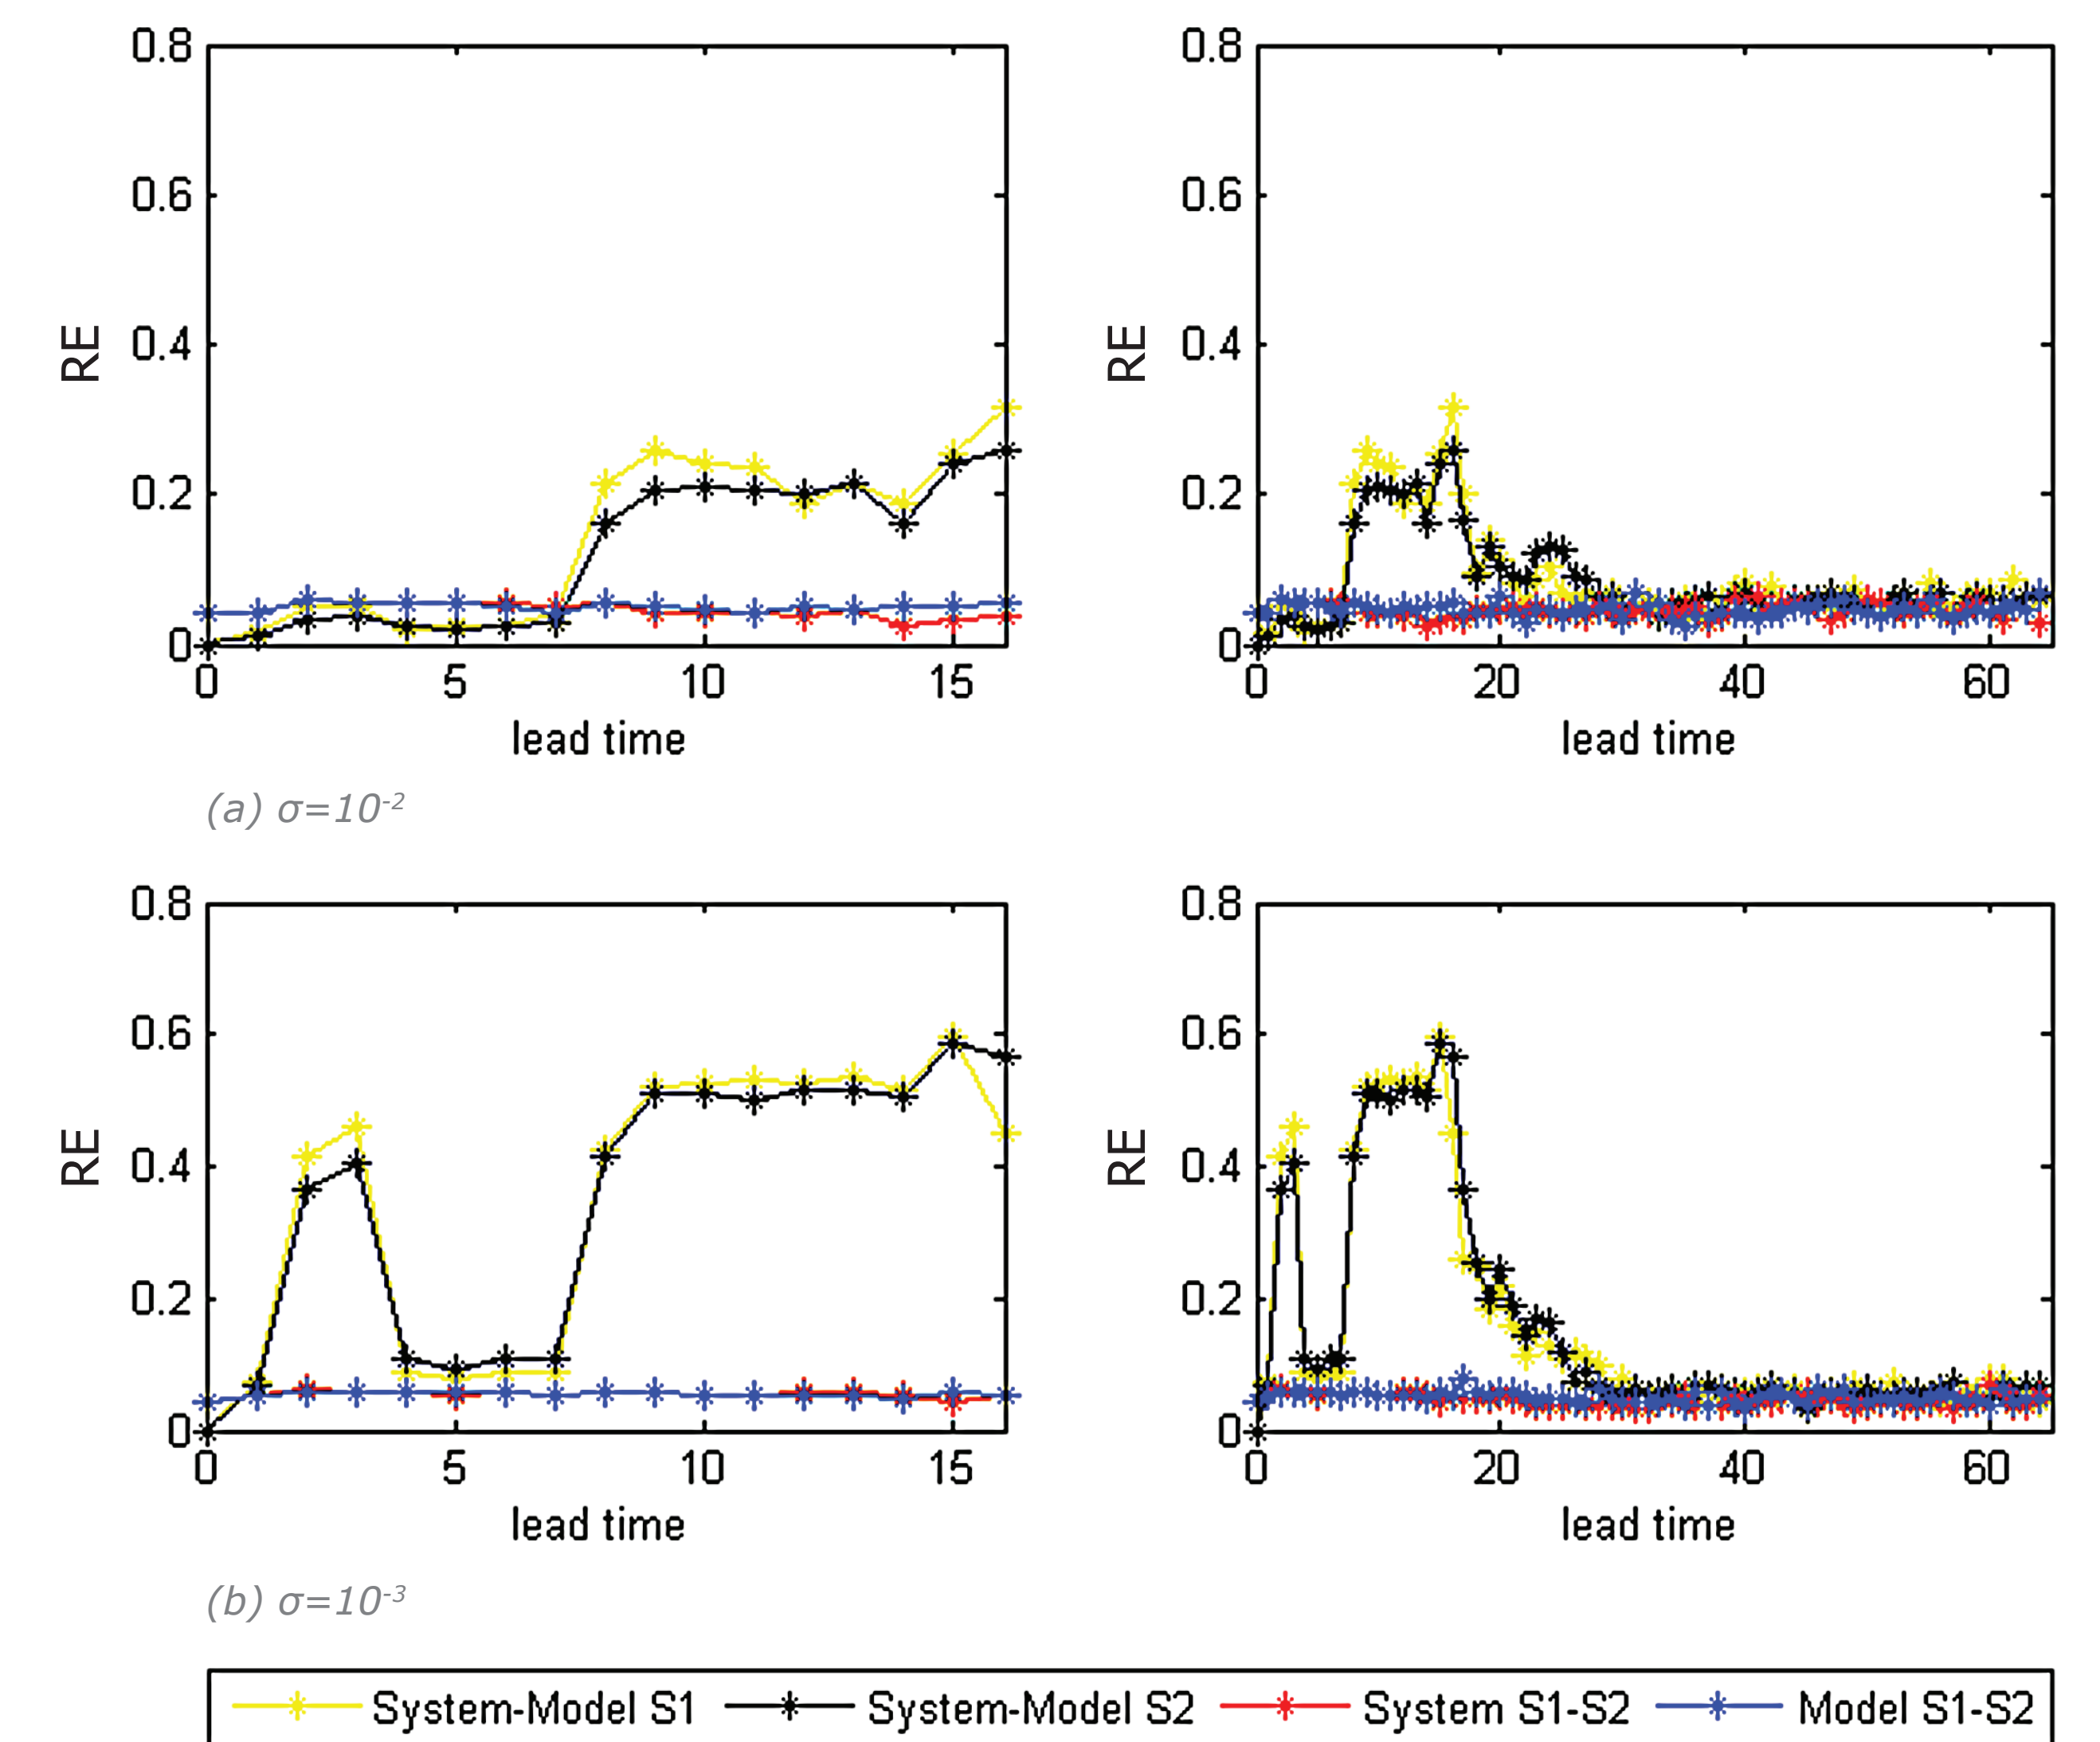 0.8
0.6
0.4
0.2
0
RE
0 5 10 15
lead time
0.8
0.6
0.4
0.2
0
RE
0 20 40 60
lead time
(a) σ=10-2
0.8
0.6
0.4
0.2
0
RE
0 5 10 15
lead time
0.8
0.6
0.4
0.2
0
RE
0 20 40 60
lead time
(b) σ=10-3
System-Model S1 System-Model S2 System S1-S2 Model S1-S2